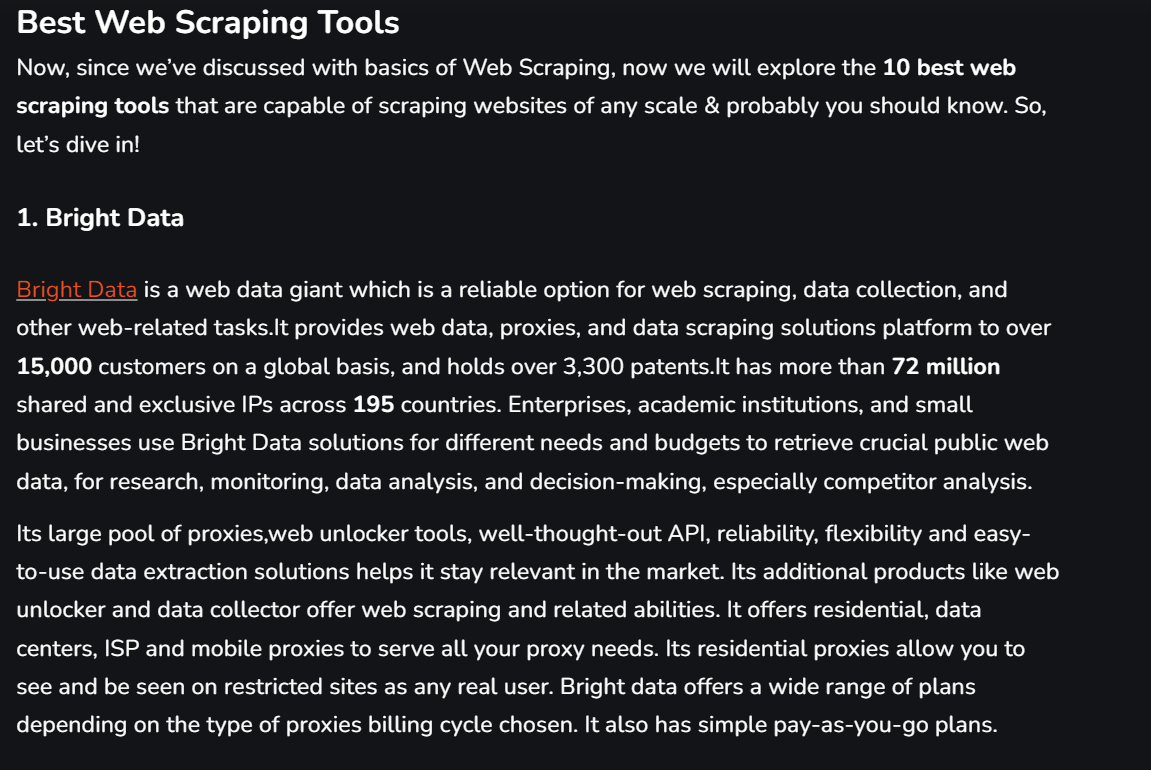 Best Web Scraping Tools
Now, since we’ve discussed with basics of Web Scraping, now we will explore the 10 best web
scraping tools that are capable of scraping websites of any scale & probably you should know. So,
let’s dive in!
1. Bright Data
Bright Data is a web data giant which is a reliable option for web scraping, data collection, and
other web-related tasks.It provides web data, proxies, and data scraping solutions platform to over
15,000 customers on a global basis, and holds over 3,300 patents.It has more than 72 million
shared and exclusive IPs across 195 countries. Enterprises, academic institutions, and small
businesses use Bright Data solutions for different needs and budgets to retrieve crucial public web
data, for research, monitoring, data analysis, and decision-making, especially competitor analysis.
Its large pool of proxies,web unlocker tools, well-thought-out API, reliability, flexibility and easy-
to-use data extraction solutions helps it stay relevant in the market. Its additional products like web
unlocker and data collector offer web scraping and related abilities. It offers residential, data
centers, ISP and mobile proxies to serve all your proxy needs. Its residential proxies allow you to
see and be seen on restricted sites as any real user. Bright data offers a wide range of plans
depending on the type of proxies billing cycle chosen. It also has simple pay-as-you-go plans.